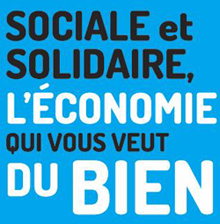 SOCIALE et
SOLIDAIRE,
L'ÉCONOMIE
QUI VOUS VEUT
DU BIEN